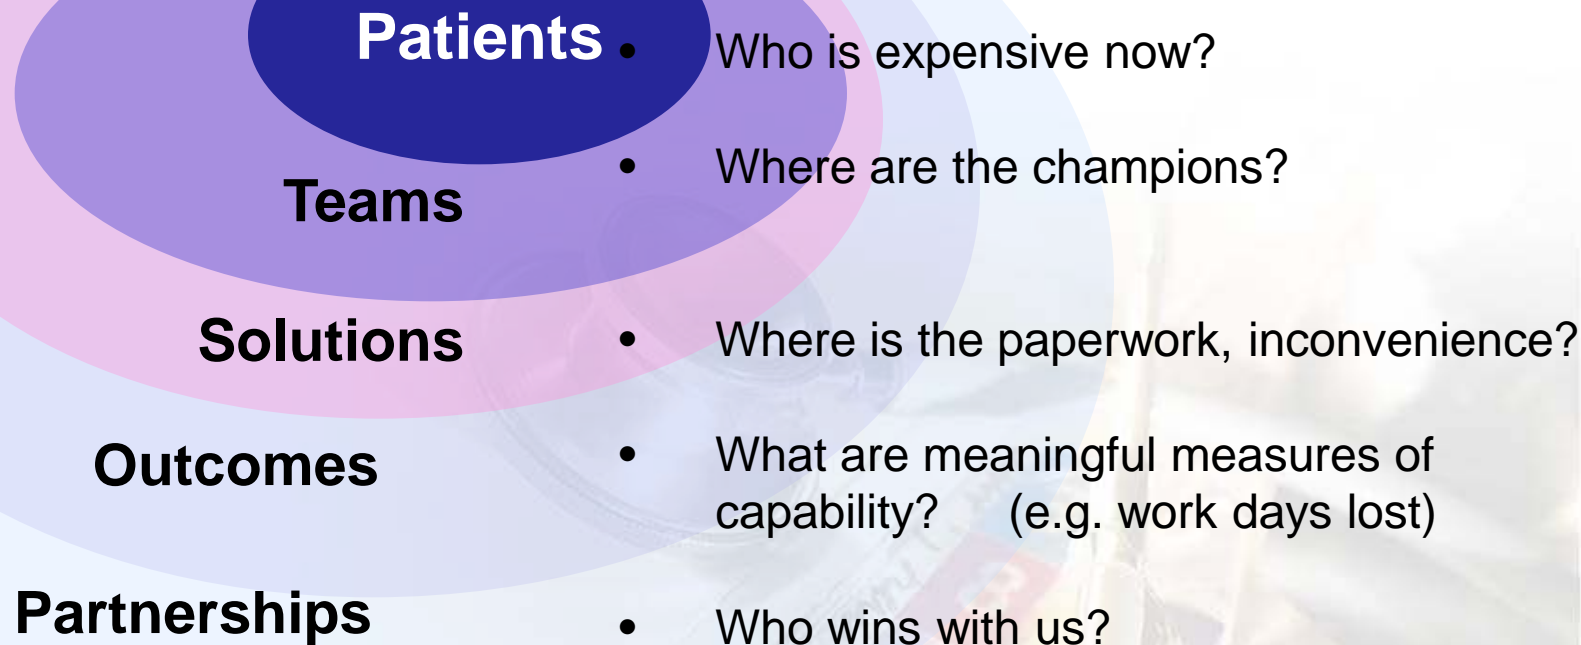 Patients
• Who is expensive now?
Teams
• Where are the champions?
Solutions
• Where is the paperwork, inconvenience?
Outcomes
• What are meaningful measures of
capability? (e.g. work days lost)
Partnerships
• Who wins with us?